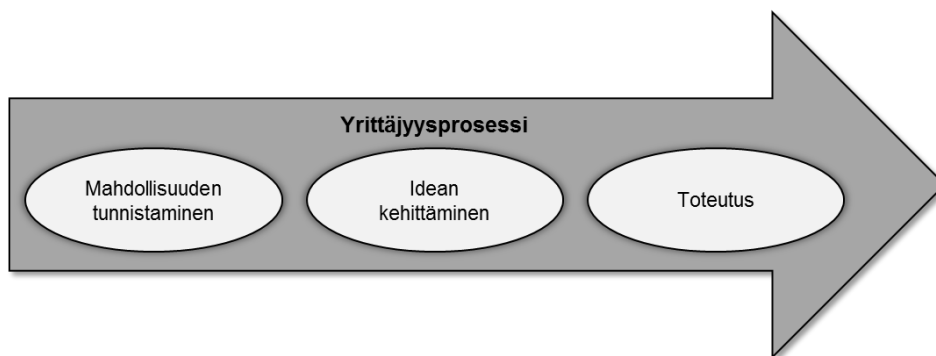 Yrittäjyysprosessi
Mahdollisuuden
tunnistaminen
Idean
kehittäminen
Toteutus